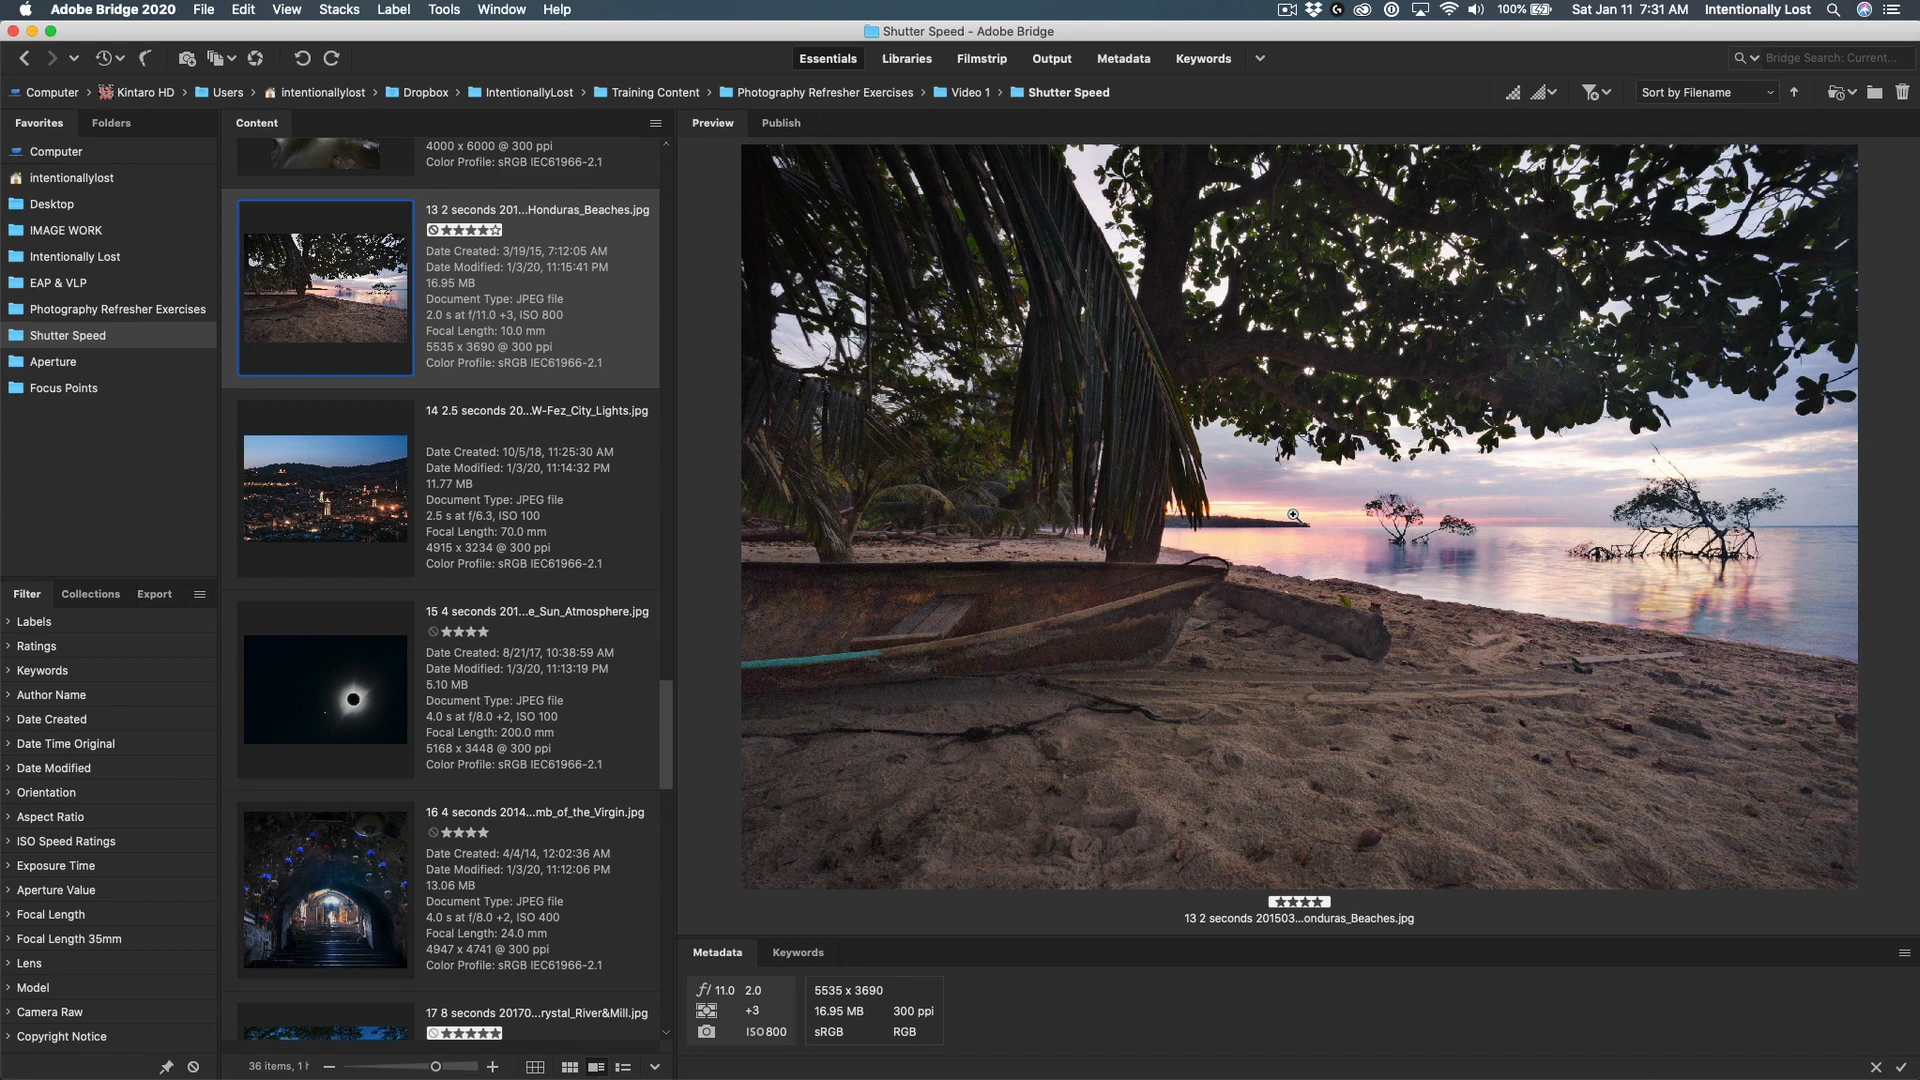 Adobe Bridge 2020 File Edit View Stacks Label Tools Window Help
100% Sat Jan 11 7:31 AM Intentionally Lost
Shutter Speed - Adobe Bridge
Essentials Libraries Filmstrip Output Metadata Keywords
Bridge Search: Current...
Computer Kintaro HD Users intentionallylost Dropbox IntentionallyLost Training Content Photography Refresher Exercises Video 1 Shutter Speed
Sort by Filename
Favorites Folders
Computer
intentionallylost
Desktop
IMAGE WORK
Intentionally Lost
EAP & VLP
Photography Refresher Exercises
Shutter Speed
Aperture
Focus Points
Filter Collections Export
Labels
Ratings
Keywords
Author Name
Date Created
Date Time Original
Date Modified
Orientation
Aspect Ratio
ISO Speed Ratings
Exposure Time
Aperture Value
Focal Length
Focal Length 35mm
Lens
Model
Camera Raw
Copyright Notice
Content
4000 x 6000 @ 300 ppi
Color Profile: sRGB IEC61966-2.1
13 2 seconds 201...Honduras_Beaches.jpg
Date Created: 3/19/15, 7:12:05 AM
Date Modified: 1/3/20, 11:15:41 PM
16.95 MB
Document Type: JPEG file
2.0 s at f/11.0 +3, ISO 800
Focal Length: 10.0 mm
5535 x 3690 @ 300 ppi
Color Profile: sRGB IEC61966-2.1
14 2.5 seconds 20...W-Fez_City_Lights.jpg
Date Created: 10/5/18, 11:25:30 AM
Date Modified: 1/3/20, 11:14:32 PM
11.77 MB
Document Type: JPEG file
2.5 s at f/6.3, ISO 100
Focal Length: 70.0 mm
4915 x 3234 @ 300 ppi
Color Profile: sRGB IEC61966-2.1
15 4 seconds 201...e_Sun_Atmosphere.jpg
Date Created: 8/21/17, 10:38:59 AM
Date Modified: 1/3/20, 11:13:19 PM
5.10 MB
Document Type: JPEG file
4.0 s at f/8.0 +2, ISO 100
Focal Length: 200.0 mm
5168 x 3448 @ 300 ppi
Color Profile: sRGB IEC61966-2.1
16 4 seconds 2014...mb_of_the_Virgin.jpg
Date Created: 4/4/14, 12:02:36 AM
Date Modified: 1/3/20, 11:12:06 PM
13.06 MB
Document Type: JPEG file
4.0 s at f/8.0 +2, ISO 400
Focal Length: 24.0 mm
4947 x 4741 @ 300 ppi
Color Profile: sRGB IEC61966-2.1
17 8 seconds 20170...rystal_River&Mill.jpg
36 items, 1
Preview Publish
13 2 seconds 201503...onduras_Beaches.jpg
Metadata Keywords
f/ 11.0 2.0
+3
ISO800
5535 x 3690
16.95 MB 300 ppi
sRGB RGB